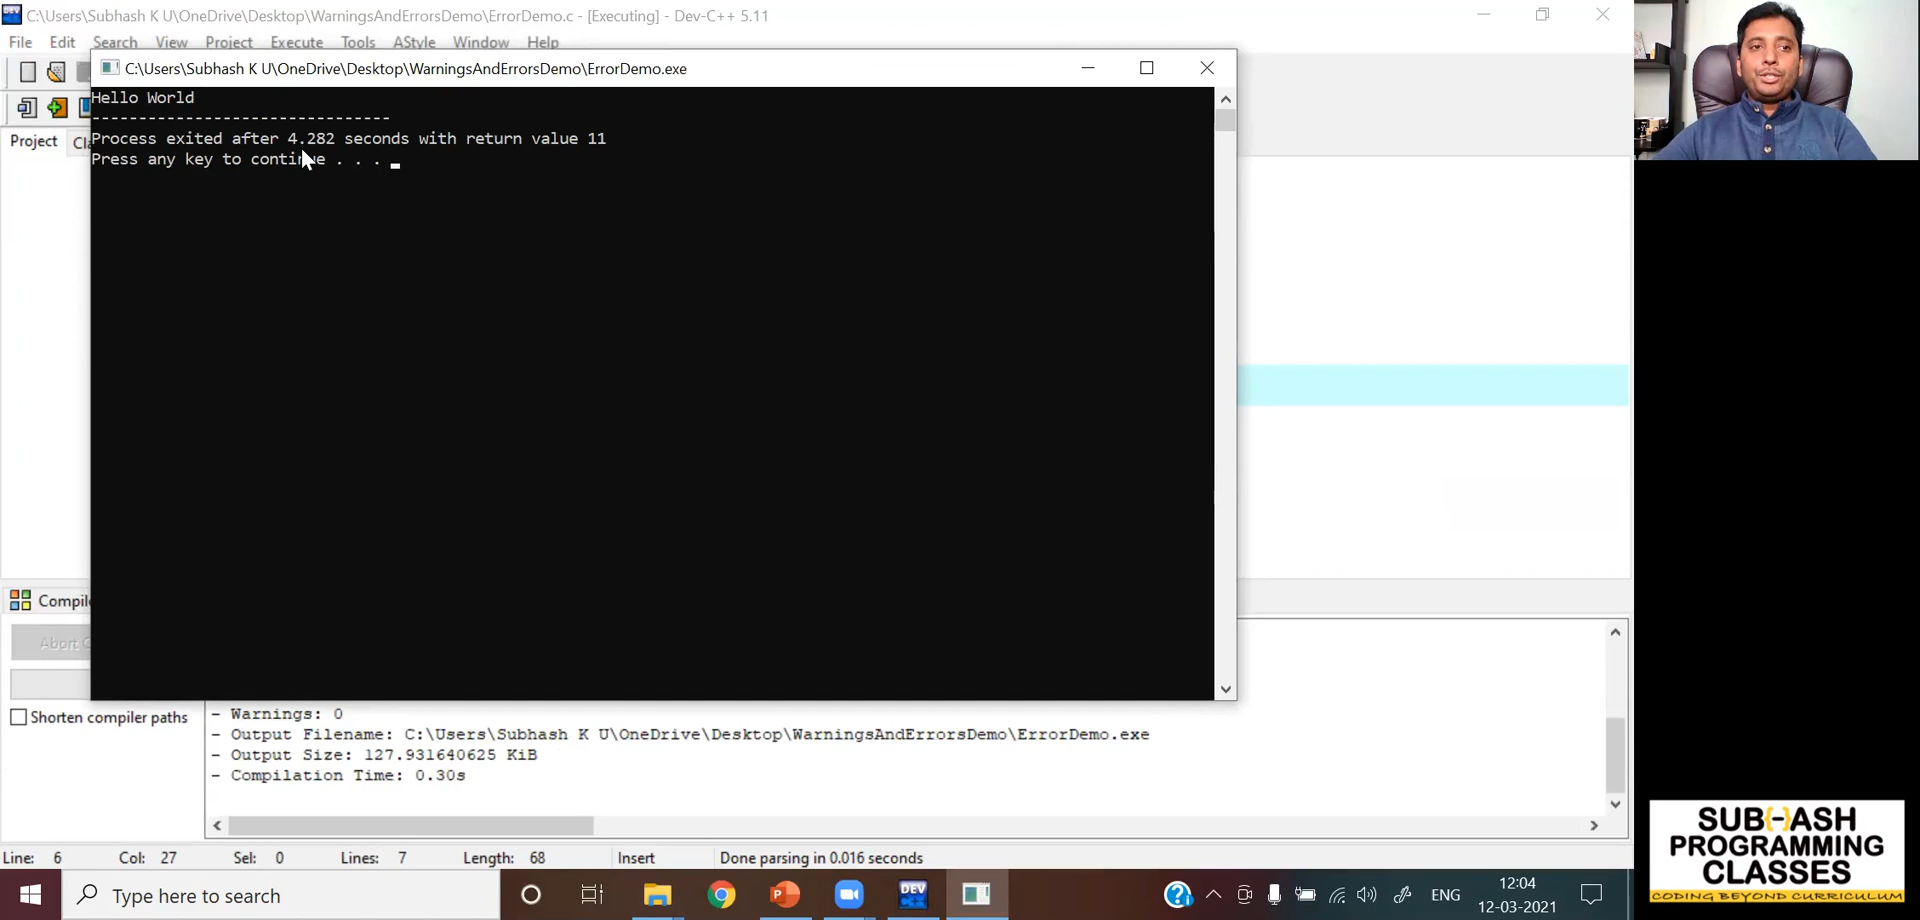 C:\Users\Subhash K U\OneDrive\Desktop\WarningsAndErrorsDemo\ErrorDemo.c - [Executing] - Dev-C++ 5.11
File Edit Search View Project Execute Tools AStyle Window Help
C:\Users\Subhash K U\OneDrive\Desktop\WarningsAndErrorsDemo\ErrorDemo.exe
Hello World
--------------------------------
Process exited after 4.282 seconds with return value 11
Press any key to continue . . .
Project
Shorten compiler paths
- Warnings: 0
- Output Filename: C:\Users\Subhash K U\OneDrive\Desktop\WarningsAndErrorsDemo\ErrorDemo.exe
- Output Size: 127.931640625 KiB
- Compilation Time: 0.30s
Line: 6 Col: 27 Sel: 0 Lines: 7 Length: 68 Insert Done parsing in 0.016 seconds
Type here to search
DEV C++
ENG
12:04
12-03-2021
SUBHASH
PROGRAMMING
CLASSES
CODING BEYOND CURRICULUM